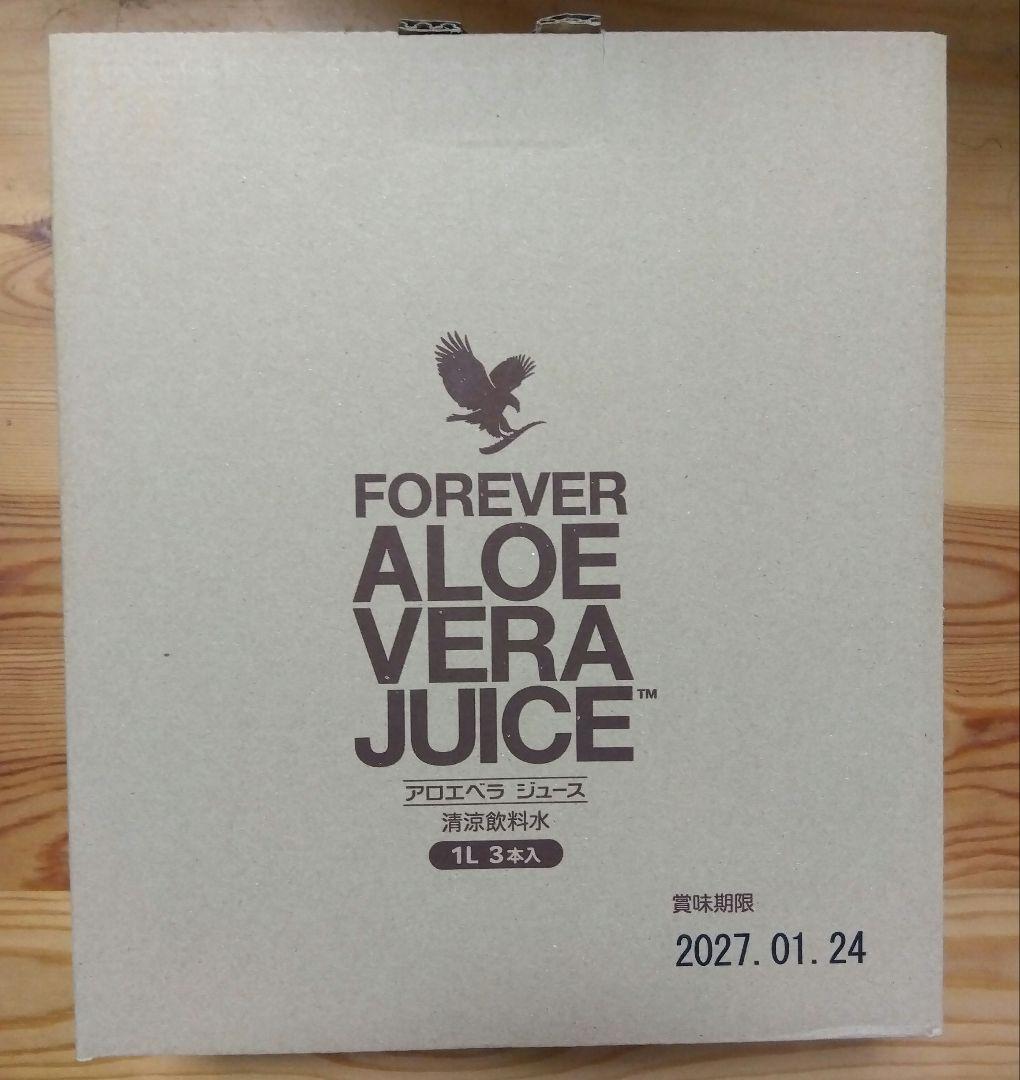 FOREVER
ALOE
VERA
JUICE™
アロエベラ ジュース
清涼飲料水
1L 3本入
賞味期限
2027.01.24